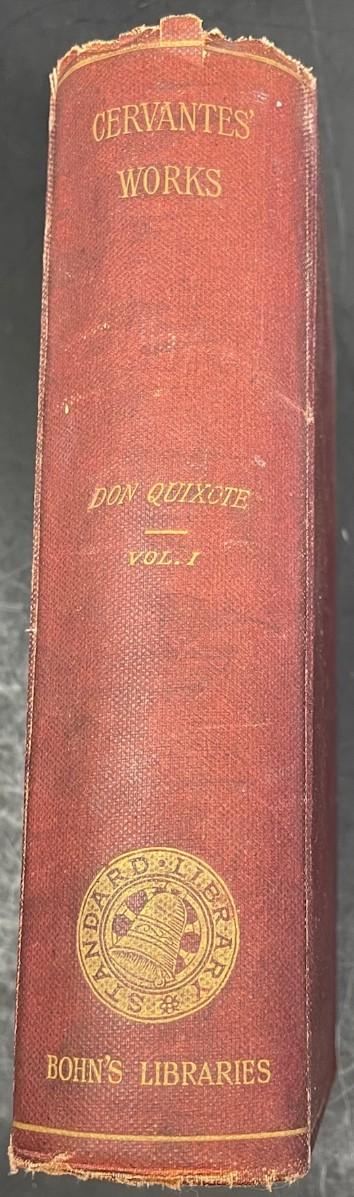 CERVANTES'
WORKS
DON QUIXOTE
VOL. I
STANDARD · LIBRARY
BOHN'S LIBRARIES